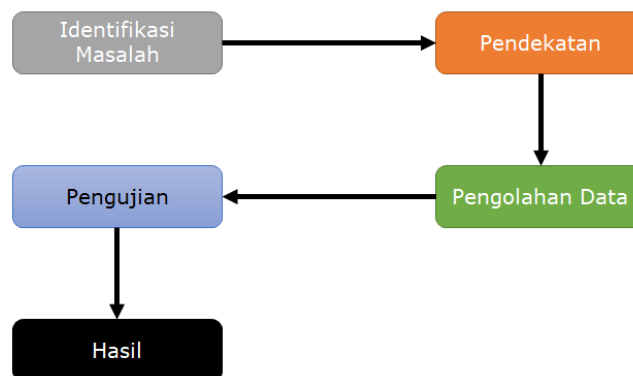 Identifikasi
Masalah
Pendekatan
Pengolahan Data
Pengujian
Hasil